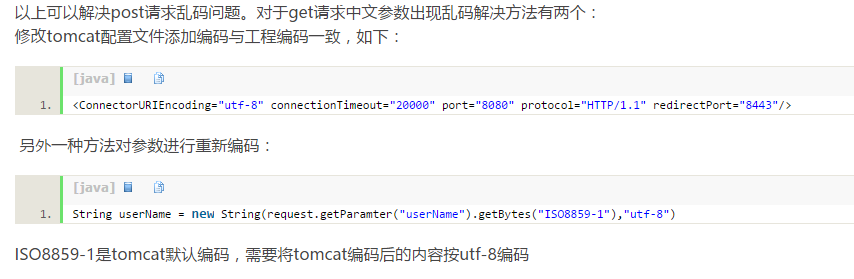 以上可以解决post请求乱码问题。对于get请求中文参数出现乱码解决方法有两个：
修改tomcat配置文件添加编码与工程编码一致，如下：
[java]
1. <ConnectorURIEncoding="utf-8" connectionTimeout="20000" port="8080" protocol="HTTP/1.1" redirectPort="8443"/>
另外一种方法对参数进行重新编码：
[java]
1. String userName = new String(request.getParamter("userName").getBytes("ISO8859-1"),"utf-8")
ISO8859-1是tomcat默认编码，需要将tomcat编码后的内容按utf-8编码